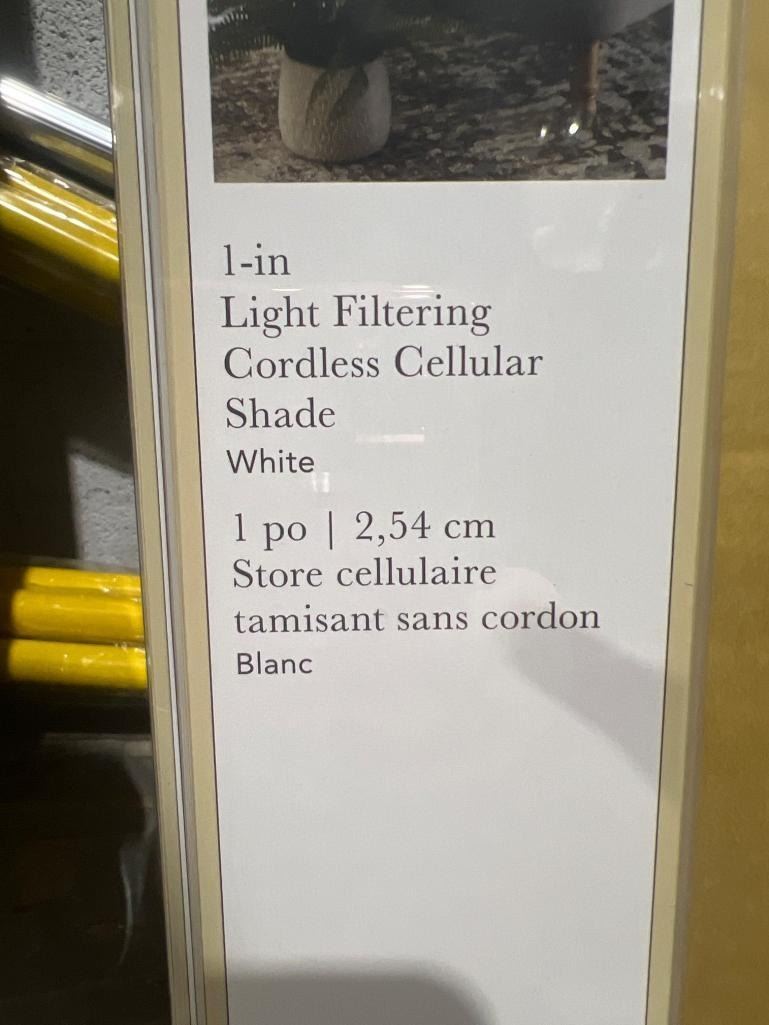 1-in
Light Filtering
Cordless Cellular
Shade
White
1 po | 2,54 cm
Store cellulaire
tamisant sans cordon
Blanc